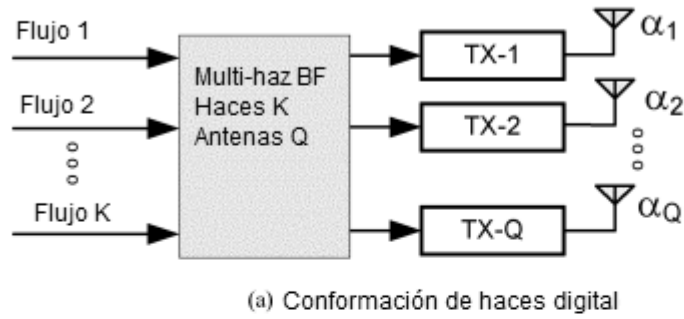 Flujo 1
Flujo 2
Flujo K
Multi-haz BF
Haces K
Antenas Q
TX-1
TX-2
TX-Q
α1
α2
αQ
(a) Conformación de haces digital